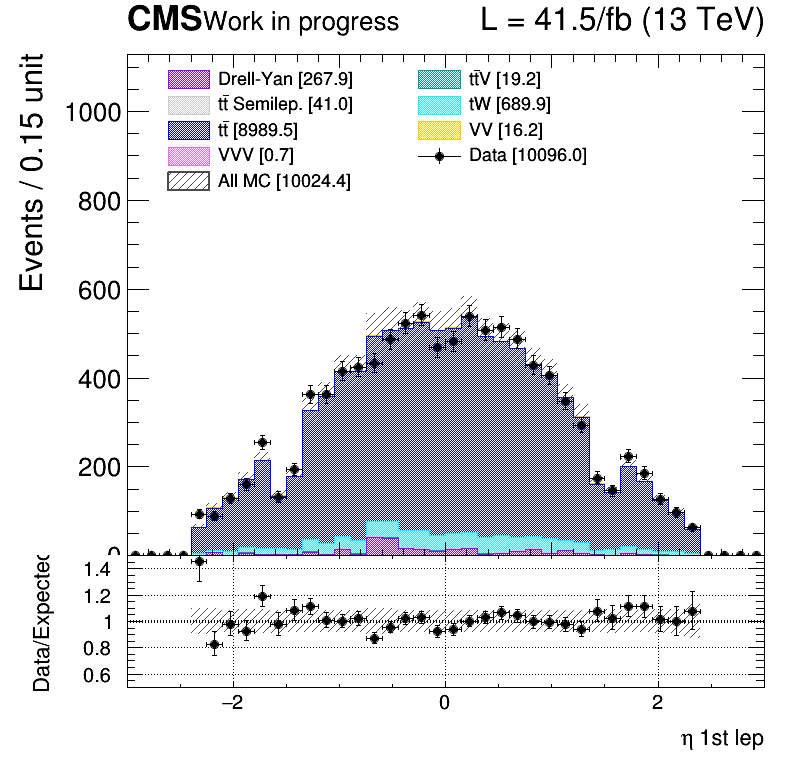 CMS Work in progress L = 41.5/fb (13 TeV)
Events / 0.15 unit
Drell-Yan [267.9] tt̄V [19.2]
tt̄ Semilep. [41.0] tW [689.9]
tt̄ [8989.5] VV [16.2]
VVV [0.7] Data [10096.0]
All MC [10024.4]
1000
800
600
400
200
0
Data/Expected
1.4
1.2
1
0.8
0.6
−2 0 2
η 1st lep